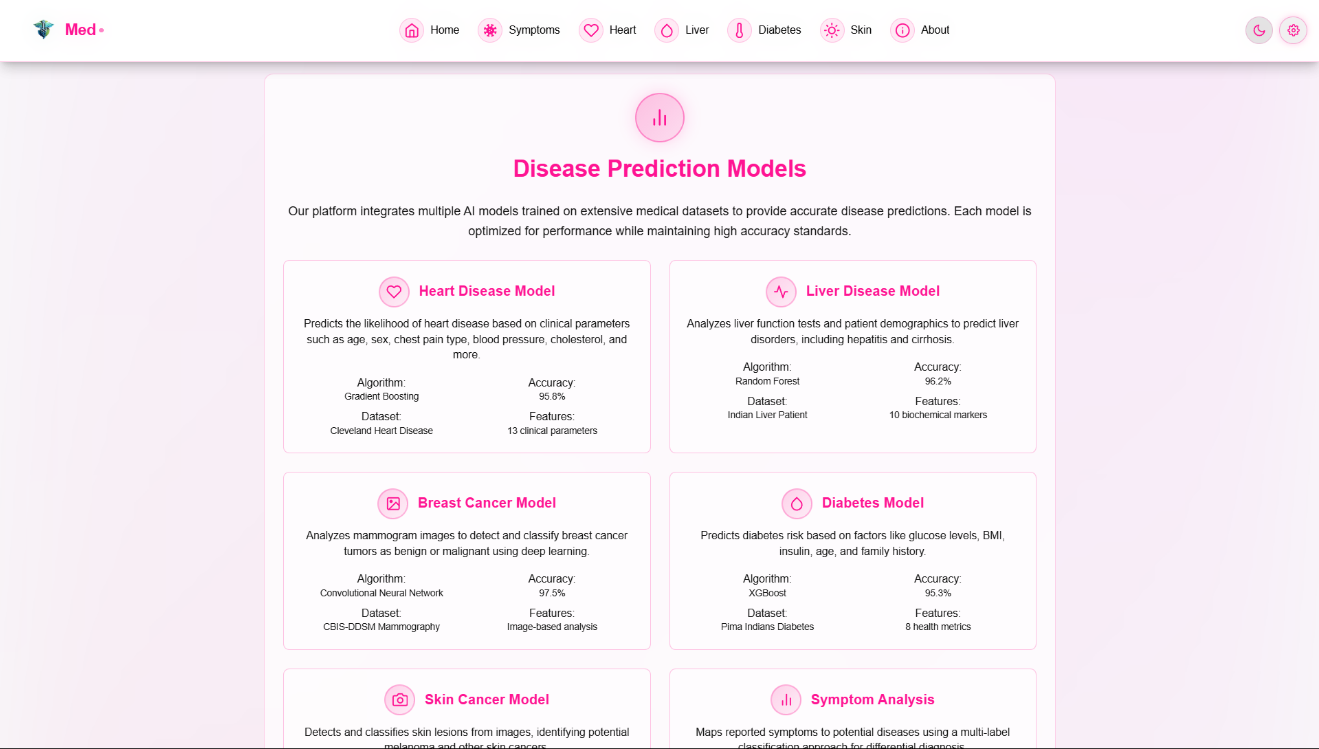 Med
Home
Symptoms
Heart
Liver
Diabetes
Skin
About
Disease Prediction Models
Our platform integrates multiple AI models trained on extensive medical datasets to provide accurate disease predictions. Each model is
optimized for performance while maintaining high accuracy standards.
Heart Disease Model
Predicts the likelihood of heart disease based on clinical parameters
such as age, sex, chest pain type, blood pressure, cholesterol, and
more.
Algorithm:
Gradient Boosting
Accuracy:
95.8%
Dataset:
Cleveland Heart Disease
Features:
13 clinical parameters
Liver Disease Model
Analyzes liver function tests and patient demographics to predict liver
disorders, including hepatitis and cirrhosis.
Algorithm:
Random Forest
Accuracy:
96.2%
Dataset:
Indian Liver Patient
Features:
10 biochemical markers
Breast Cancer Model
Analyzes mammogram images to detect and classify breast cancer
tumors as benign or malignant using deep learning.
Algorithm:
Convolutional Neural Network
Accuracy:
97.5%
Dataset:
CBIS-DDSM Mammography
Features:
Image-based analysis
Diabetes Model
Predicts diabetes risk based on factors like glucose levels, BMI,
insulin, age, and family history.
Algorithm:
XGBoost
Accuracy:
95.3%
Dataset:
Pima Indians Diabetes
Features:
8 health metrics
Skin Cancer Model
Detects and classifies skin lesions from images, identifying potential
melanoma and other skin cancers.
Symptom Analysis
Maps reported symptoms to potential diseases using a multi-label
classification approach for differential diagnosis.